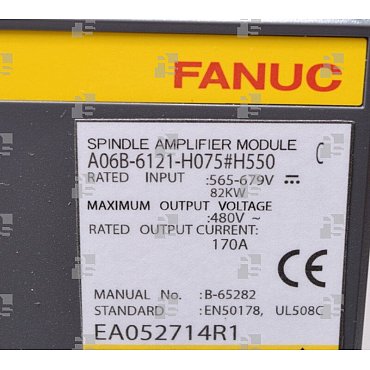 FANUC
SPINDLE AMPLIFIER MODULE
A06B-6121-H075#H550
RATED INPUT :565-679V ⎓
82KW
MAXIMUM OUTPUT VOLTAGE
:480V ~
RATED OUTPUT CURRENT:
170A
CE
MANUAL No. :B-65282
STANDARD :EN50178, UL508C
EA052714R1